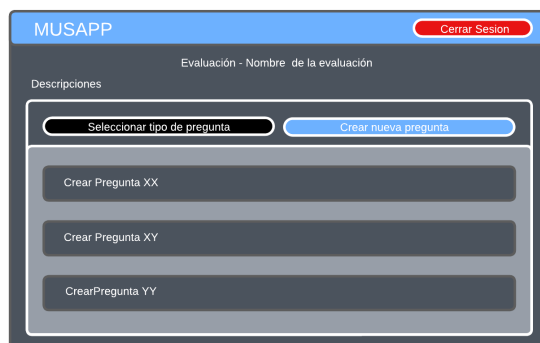 MUSAPP
Cerrar Sesion
Evaluación - Nombre  de la evaluación
Descripciones
Seleccionar tipo de pregunta
Crear nueva pregunta
Crear Pregunta XX
Crear Pregunta XY
CrearPregunta YY